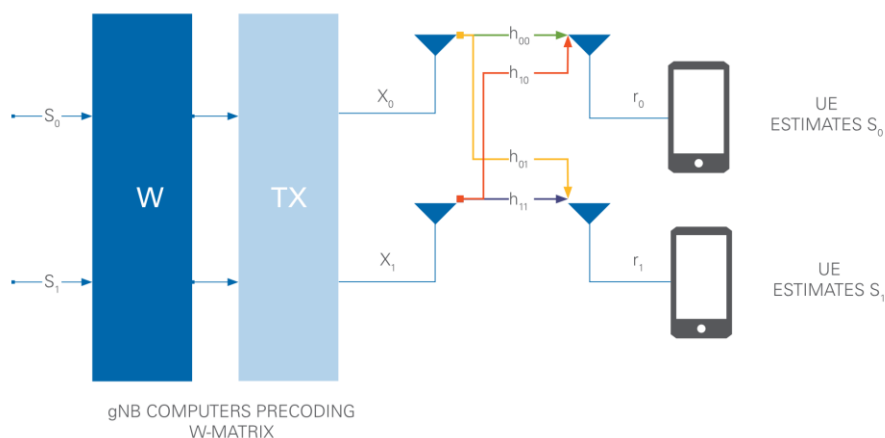 h₀₀
h₁₀
X₀
r₀
UE
ESTIMATES S₀
S₀
h₀₁
W
TX
h₁₁
X₁
r₁
UE
ESTIMATES S₁
S₁
gNB COMPUTERS PRECODING
W-MATRIX